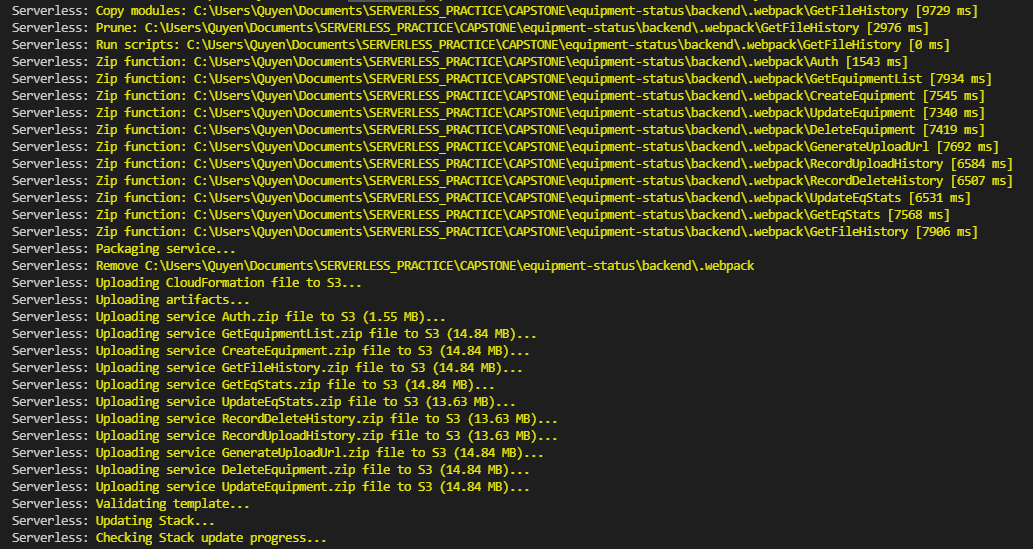 Serverless: Copy modules: C:\Users\Quyen\Documents\SERVERLESS_PRACTICE\CAPSTONE\equipment-status\backend\.webpack\GetFileHistory [9729 ms]
Serverless: Prune: C:\Users\Quyen\Documents\SERVERLESS_PRACTICE\CAPSTONE\equipment-status\backend\.webpack\GetFileHistory [2976 ms]
Serverless: Run scripts: C:\Users\Quyen\Documents\SERVERLESS_PRACTICE\CAPSTONE\equipment-status\backend\.webpack\GetFileHistory [0 ms]
Serverless: Zip function: C:\Users\Quyen\Documents\SERVERLESS_PRACTICE\CAPSTONE\equipment-status\backend\.webpack\Auth [1543 ms]
Serverless: Zip function: C:\Users\Quyen\Documents\SERVERLESS_PRACTICE\CAPSTONE\equipment-status\backend\.webpack\GetEquipmentList [7934 ms]
Serverless: Zip function: C:\Users\Quyen\Documents\SERVERLESS_PRACTICE\CAPSTONE\equipment-status\backend\.webpack\CreateEquipment [7545 ms]
Serverless: Zip function: C:\Users\Quyen\Documents\SERVERLESS_PRACTICE\CAPSTONE\equipment-status\backend\.webpack\UpdateEquipment [7340 ms]
Serverless: Zip function: C:\Users\Quyen\Documents\SERVERLESS_PRACTICE\CAPSTONE\equipment-status\backend\.webpack\DeleteEquipment [7419 ms]
Serverless: Zip function: C:\Users\Quyen\Documents\SERVERLESS_PRACTICE\CAPSTONE\equipment-status\backend\.webpack\GenerateUploadUrl [7692 ms]
Serverless: Zip function: C:\Users\Quyen\Documents\SERVERLESS_PRACTICE\CAPSTONE\equipment-status\backend\.webpack\RecordUploadHistory [6584 ms]
Serverless: Zip function: C:\Users\Quyen\Documents\SERVERLESS_PRACTICE\CAPSTONE\equipment-status\backend\.webpack\RecordDeleteHistory [6507 ms]
Serverless: Zip function: C:\Users\Quyen\Documents\SERVERLESS_PRACTICE\CAPSTONE\equipment-status\backend\.webpack\UpdateEqStats [6531 ms]
Serverless: Zip function: C:\Users\Quyen\Documents\SERVERLESS_PRACTICE\CAPSTONE\equipment-status\backend\.webpack\GetEqStats [7568 ms]
Serverless: Zip function: C:\Users\Quyen\Documents\SERVERLESS_PRACTICE\CAPSTONE\equipment-status\backend\.webpack\GetFileHistory [7906 ms]
Serverless: Packaging service...
Serverless: Remove C:\Users\Quyen\Documents\SERVERLESS_PRACTICE\CAPSTONE\equipment-status\backend\.webpack
Serverless: Uploading CloudFormation file to S3...
Serverless: Uploading artifacts...
Serverless: Uploading service Auth.zip file to S3 (1.55 MB)...
Serverless: Uploading service GetEquipmentList.zip file to S3 (14.84 MB)...
Serverless: Uploading service CreateEquipment.zip file to S3 (14.84 MB)...
Serverless: Uploading service GetFileHistory.zip file to S3 (14.84 MB)...
Serverless: Uploading service GetEqStats.zip file to S3 (14.84 MB)...
Serverless: Uploading service UpdateEqStats.zip file to S3 (13.63 MB)...
Serverless: Uploading service RecordDeleteHistory.zip file to S3 (13.63 MB)...
Serverless: Uploading service RecordUploadHistory.zip file to S3 (13.63 MB)...
Serverless: Uploading service GenerateUploadUrl.zip file to S3 (14.84 MB)...
Serverless: Uploading service DeleteEquipment.zip file to S3 (14.84 MB)...
Serverless: Uploading service UpdateEquipment.zip file to S3 (14.84 MB)...
Serverless: Validating template...
Serverless: Updating Stack...
Serverless: Checking Stack update progress...